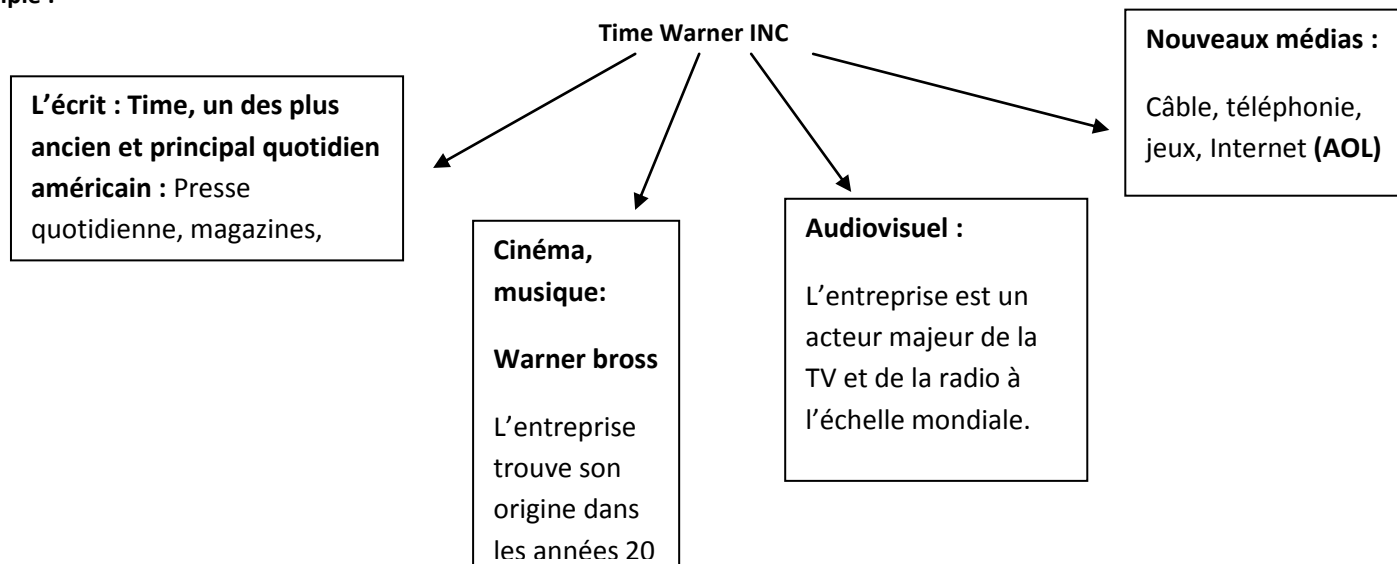 Time Warner INC
L’écrit : Time, un des plus
ancien et principal quotidien
américain : Presse
quotidienne, magazines,
Cinéma,
musique:
Warner bross
L’entreprise
trouve son
origine dans
les années 20
Audiovisuel :
L’entreprise est un
acteur majeur de la
TV et de la radio à
l’échelle mondiale.
Nouveaux médias :
Câble, téléphonie,
jeux, Internet (AOL)